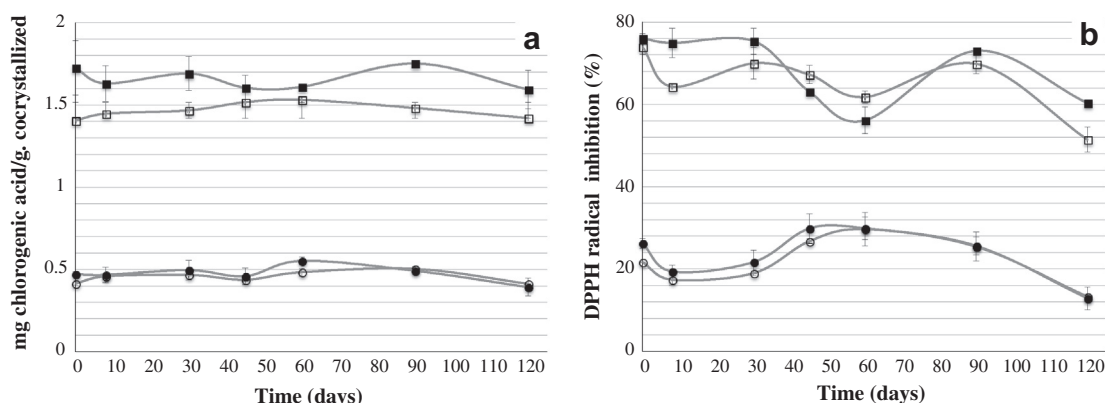 a
mg chlorogenic acid/g. cocrystallized
2
1.5
1
0.5
0
0 10 20 30 40 50 60 70 80 90 100 110 120
Time (days)
b
DPPH radical inhibition (%)
80
60
40
20
0
0 10 20 30 40 50 60 70 80 90 100 110 120
Time (days)